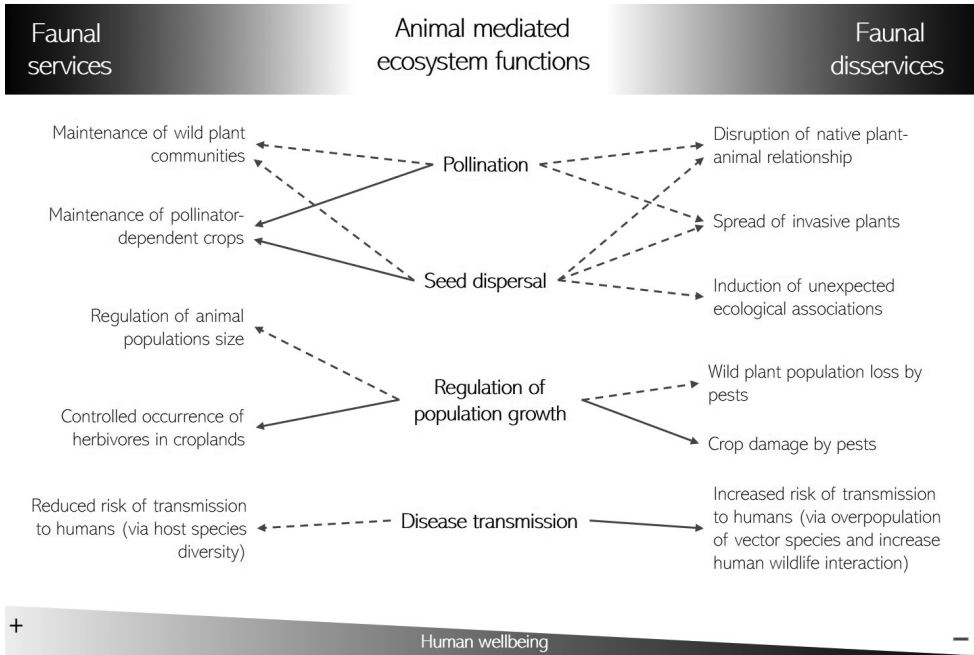 Faunal
services
Animal mediated
ecosystem functions
Faunal
disservices
Maintenance of wild plant
communities
Pollination
Disruption of native plant-
animal relationship
Maintenance of pollinator-
dependent crops
Spread of invasive plants
Seed dispersal
Induction of unexpected
ecological associations
Regulation of animal
populations size
Regulation of
population growth
Wild plant population loss by
pests
Controlled occurrence of
herbivores in croplands
Crop damage by pests
Reduced risk of transmission
to humans (via host species
diversity)
Disease transmission
Increased risk of transmission
to humans (via overpopulation
of vector species and increase
human wildlife interaction)
+
Human wellbeing
−